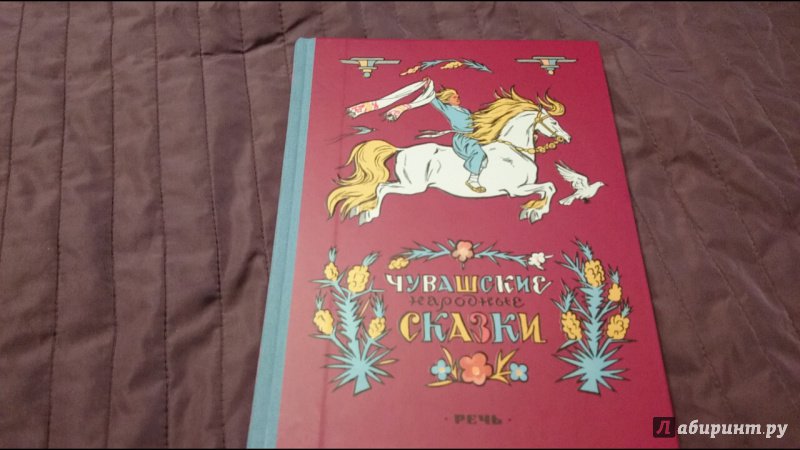 ЧУВАШСКИЕ
народные
СКАЗКИ
· РЕЧЬ ·
Лабиринт.ру